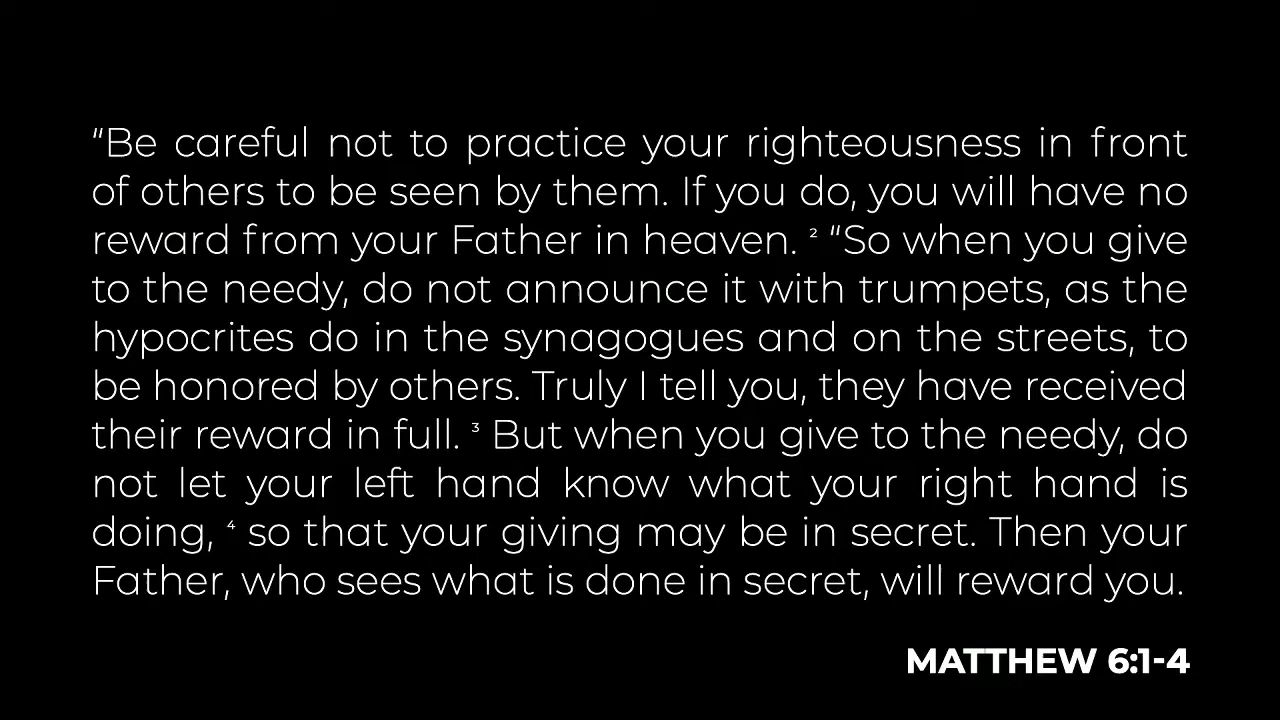 “Be careful not to practice your righteousness in front
of others to be seen by them. If you do, you will have no
reward from your Father in heaven. ² “So when you give
to the needy, do not announce it with trumpets, as the
hypocrites do in the synagogues and on the streets, to
be honored by others. Truly I tell you, they have received
their reward in full. ³ But when you give to the needy, do
not let your left hand know what your right hand is
doing, ⁴ so that your giving may be in secret. Then your
Father, who sees what is done in secret, will reward you.
MATTHEW 6:1-4